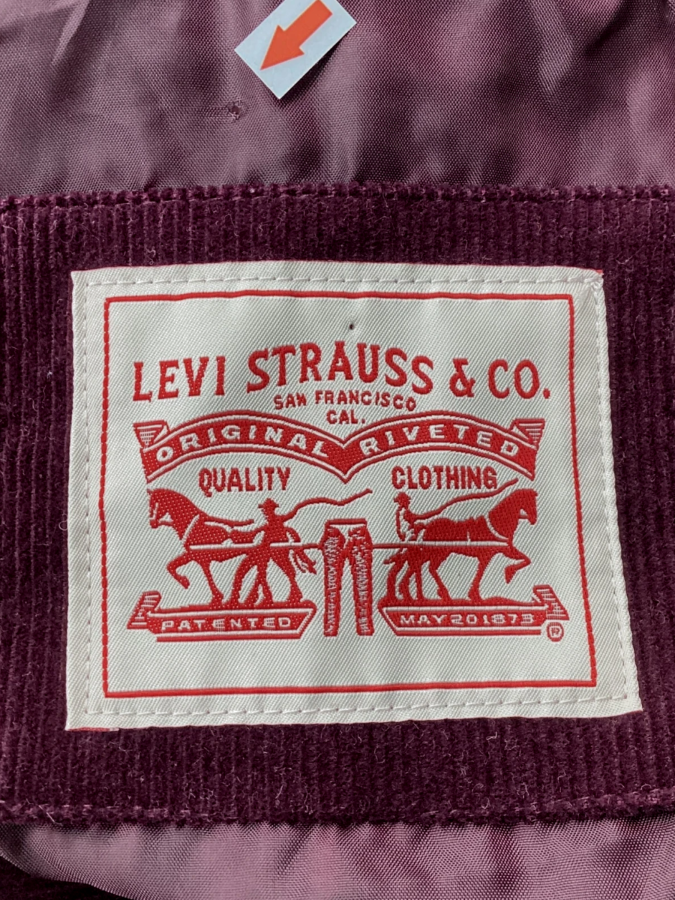 LEVI STRAUSS & CO.
SAN FRANCISCO
CAL.
ORIGINAL RIVETED
QUALITY CLOTHING
PATENTED MAY 20 1873
®